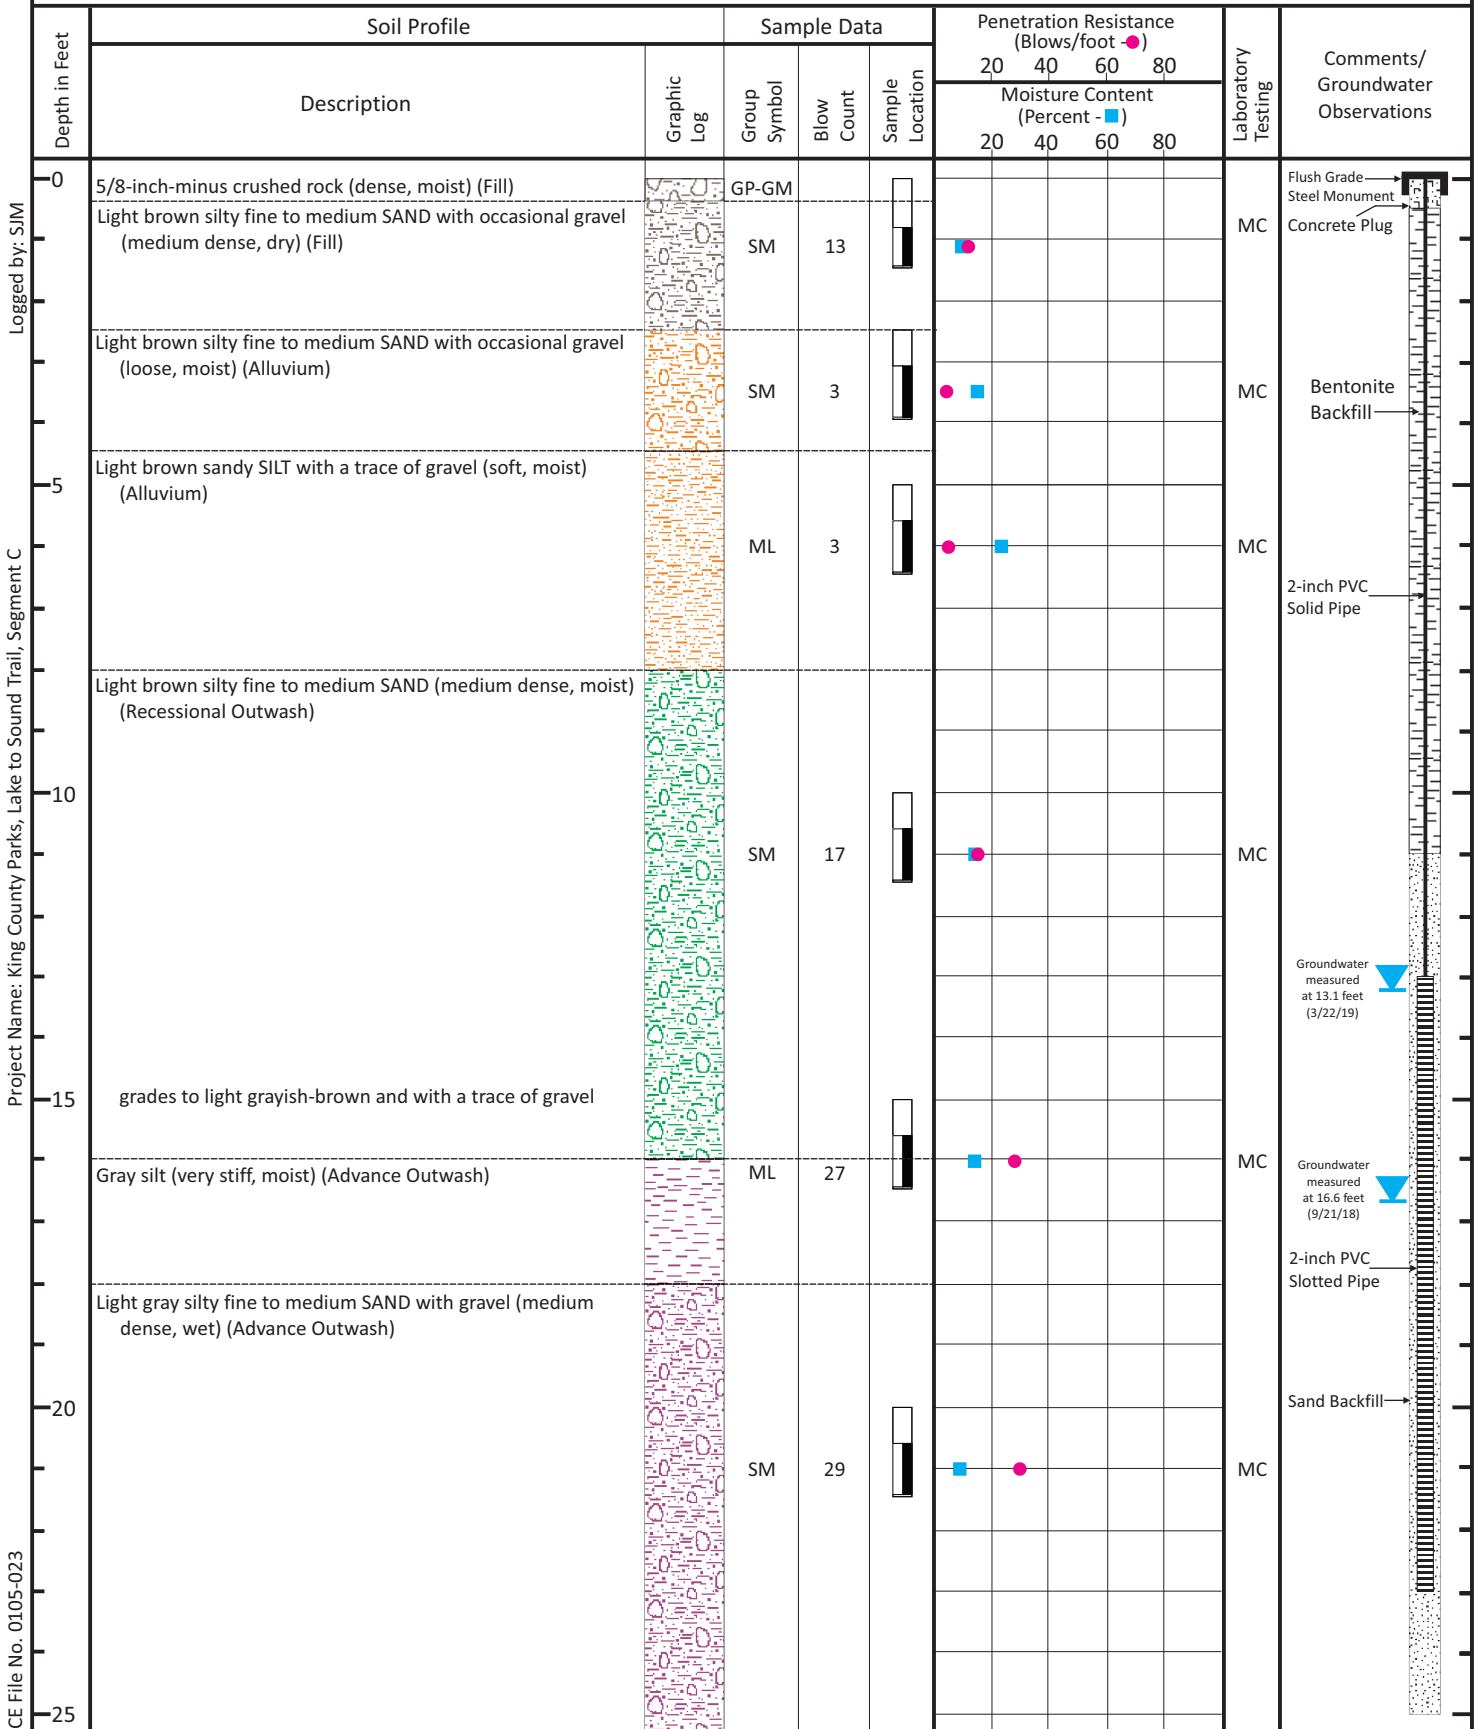 Depth in Feet
Soil Profile
Description
Graphic
Log
Sample Data
Group
Symbol
Blow
Count
Sample
Location
Penetration Resistance
(Blows/foot - )
20 40 60 80
Moisture Content
(Percent - )
20 40 60 80
Laboratory
Testing
Comments/
Groundwater
Observations
Logged by: SJM
Project Name: King County Parks, Lake to Sound Trail, Segment C
CE File No. 0105-023
0
5/8-inch-minus crushed rock (dense, moist) (Fill)
GP-GM
Light brown silty fine to medium SAND with occasional gravel
(medium dense, dry) (Fill)
SM 13 MC
Flush Grade
Steel Monument
Concrete Plug
Light brown silty fine to medium SAND with occasional gravel
(loose, moist) (Alluvium)
SM 3 MC
Bentonite
Backfill
Light brown sandy SILT with a trace of gravel (soft, moist)
(Alluvium)
5
ML 3 MC
2-inch PVC
Solid Pipe
Light brown silty fine to medium SAND (medium dense, moist)
(Recessional Outwash)
10
SM 17 MC
Groundwater
measured
at 13.1 feet
(3/22/19)
15
grades to light grayish-brown and with a trace of gravel
Gray silt (very stiff, moist) (Advance Outwash)
ML 27 MC
Groundwater
measured
at 16.6 feet
(9/21/18)
2-inch PVC
Slotted Pipe
Light gray silty fine to medium SAND with gravel (medium
dense, wet) (Advance Outwash)
20
Sand Backfill
SM 29 MC
25